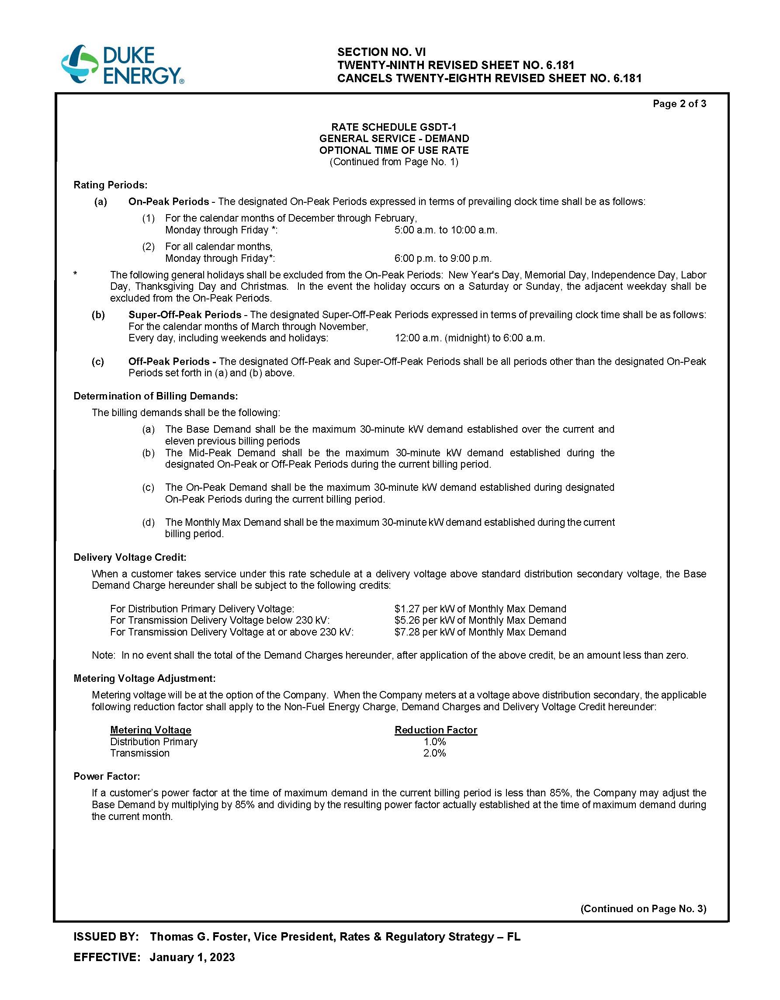 DUKE
ENERGY®
SECTION NO. VI
TWENTY-NINTH REVISED SHEET NO. 6.181
CANCELS TWENTY-EIGHTH REVISED SHEET NO. 6.181
Page 2 of 3
RATE SCHEDULE GSDT-1
GENERAL SERVICE - DEMAND
OPTIONAL TIME OF USE RATE
(Continued from Page No. 1)
Rating Periods:
(a) On-Peak Periods - The designated On-Peak Periods expressed in terms of prevailing clock time shall be as follows:
(1) For the calendar months of December through February,
Monday through Friday *: 5:00 a.m. to 10:00 a.m.
(2) For all calendar months,
Monday through Friday*: 6:00 p.m. to 9:00 p.m.
* The following general holidays shall be excluded from the On-Peak Periods: New Year's Day, Memorial Day, Independence Day, Labor
Day, Thanksgiving Day and Christmas. In the event the holiday occurs on a Saturday or Sunday, the adjacent weekday shall be
excluded from the On-Peak Periods.
(b) Super-Off-Peak Periods - The designated Super-Off-Peak Periods expressed in terms of prevailing clock time shall be as follows:
For the calendar months of March through November,
Every day, including weekends and holidays: 12:00 a.m. (midnight) to 6:00 a.m.
(c) Off-Peak Periods - The designated Off-Peak and Super-Off-Peak Periods shall be all periods other than the designated On-Peak
Periods set forth in (a) and (b) above.
Determination of Billing Demands:
The billing demands shall be the following:
(a) The Base Demand shall be the maximum 30-minute kW demand established over the current and
eleven previous billing periods
(b) The Mid-Peak Demand shall be the maximum 30-minute kW demand established during the
designated On-Peak or Off-Peak Periods during the current billing period.
(c) The On-Peak Demand shall be the maximum 30-minute kW demand established during designated
On-Peak Periods during the current billing period.
(d) The Monthly Max Demand shall be the maximum 30-minute kW demand established during the current
billing period.
Delivery Voltage Credit:
When a customer takes service under this rate schedule at a delivery voltage above standard distribution secondary voltage, the Base
Demand Charge hereunder shall be subject to the following credits:
For Distribution Primary Delivery Voltage: $1.27 per kW of Monthly Max Demand
For Transmission Delivery Voltage below 230 kV: $5.26 per kW of Monthly Max Demand
For Transmission Delivery Voltage at or above 230 kV: $7.28 per kW of Monthly Max Demand
Note: In no event shall the total of the Demand Charges hereunder, after application of the above credit, be an amount less than zero.
Metering Voltage Adjustment:
Metering voltage will be at the option of the Company. When the Company meters at a voltage above distribution secondary, the applicable
following reduction factor shall apply to the Non-Fuel Energy Charge, Demand Charges and Delivery Voltage Credit hereunder:
Metering Voltage Reduction Factor
Distribution Primary 1.0%
Transmission 2.0%
Power Factor:
If a customer's power factor at the time of maximum demand in the current billing period is less than 85%, the Company may adjust the
Base Demand by multiplying by 85% and dividing by the resulting power factor actually established at the time of maximum demand during
the current month.
(Continued on Page No. 3)
ISSUED BY: Thomas G. Foster, Vice President, Rates & Regulatory Strategy – FL
EFFECTIVE: January 1, 2023